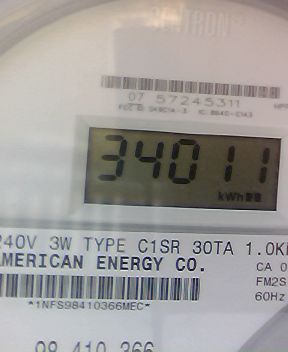 07 57245311
34011
kWh
240V 3W TYPE C1SR 30TA 1.0K
AMERICAN ENERGY CO.
CA 0
FM2S
60Hz
*1NFS98410366MEC*
98 410 366